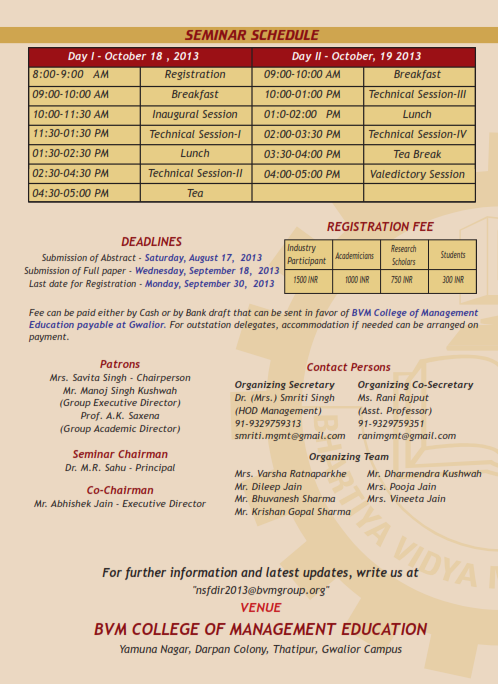 SEMINAR SCHEDULE
Day I - October 18 , 2013 Day II - October, 19 2013
8:00-9:00 AM Registration 09:00-10:00 AM Breakfast
09:00-10:00 AM Breakfast 10:00-01:00 PM Technical Session-III
10:00-11:30 AM Inaugural Session 01:0-02:00 PM Lunch
11:30-01:30 PM Technical Session-I 02:00-03:30 PM Technical Session-IV
01:30-02:30 PM Lunch 03:30-04:00 PM Tea Break
02:30-04:30 PM Technical Session-II 04:00-05:00 PM Valedictory Session
04:30-05:00 PM Tea
DEADLINES
Submission of Abstract - Saturday, August 17, 2013
Submission of Full paper - Wednesday, September 18, 2013
Last date for Registration - Monday, September 30, 2013
REGISTRATION FEE
Industry Participant Academicians Research Scholars Students
1500 INR 1000 INR 750 INR 300 INR
Fee can be paid either by Cash or by Bank draft that can be sent in favor of BVM College of Management
Education payable at Gwalior. For outstation delegates, accommodation if needed can be arranged on
payment.
Patrons
Mrs. Savita Singh - Chairperson
Mr. Manoj Singh Kushwah
(Group Executive Director)
Prof. A.K. Saxena
(Group Academic Director)
Seminar Chairman
Dr. M.R. Sahu - Principal
Co-Chairman
Mr. Abhishek Jain - Executive Director
Contact Persons
Organizing Secretary Organizing Co-Secretary
Dr. (Mrs.) Smriti Singh Ms. Rani Rajput
(HOD Management) (Asst. Professor)
91-9329759313 91-9329759351
smriti.mgmt@gmail.com ranimgmt@gmail.com
Organizing Team
Mrs. Varsha Ratnaparkhe Mr. Dharmendra Kushwah
Mr. Dileep Jain Mrs. Pooja Jain
Mr. Bhuvanesh Sharma Mrs. Vineeta Jain
Mr. Krishan Gopal Sharma
VIDYA
For further information and latest updates, write us at
"nsfdir2013@bvmgroup.org"
VENUE
BVM COLLEGE OF MANAGEMENT EDUCATION
Yamuna Nagar, Darpan Colony, Thatipur, Gwalior Campus